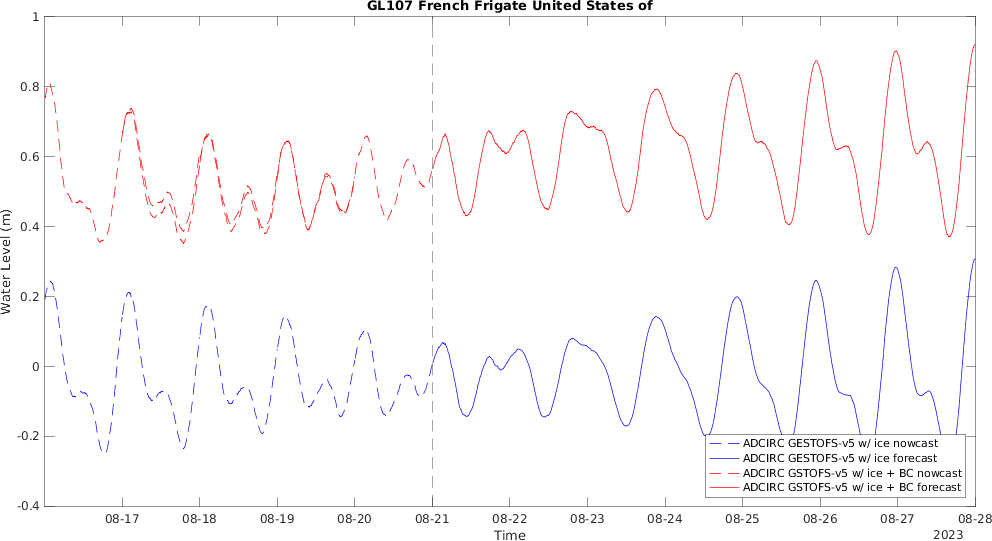 GL107 French Frigate United States of
Water Level (m)
1
0.8
0.6
0.4
0.2
0
-0.2
-0.4
ADCIRC GESTOFS-v5 w/ ice nowcast
ADCIRC GESTOFS-v5 w/ ice forecast
ADCIRC GSTOFS-v5 w/ ice + BC nowcast
ADCIRC GSTOFS-v5 w/ ice + BC forecast
08-17 08-18 08-19 08-20 08-21 08-22 08-23 08-24 08-25 08-26 08-27 08-28
Time
2023